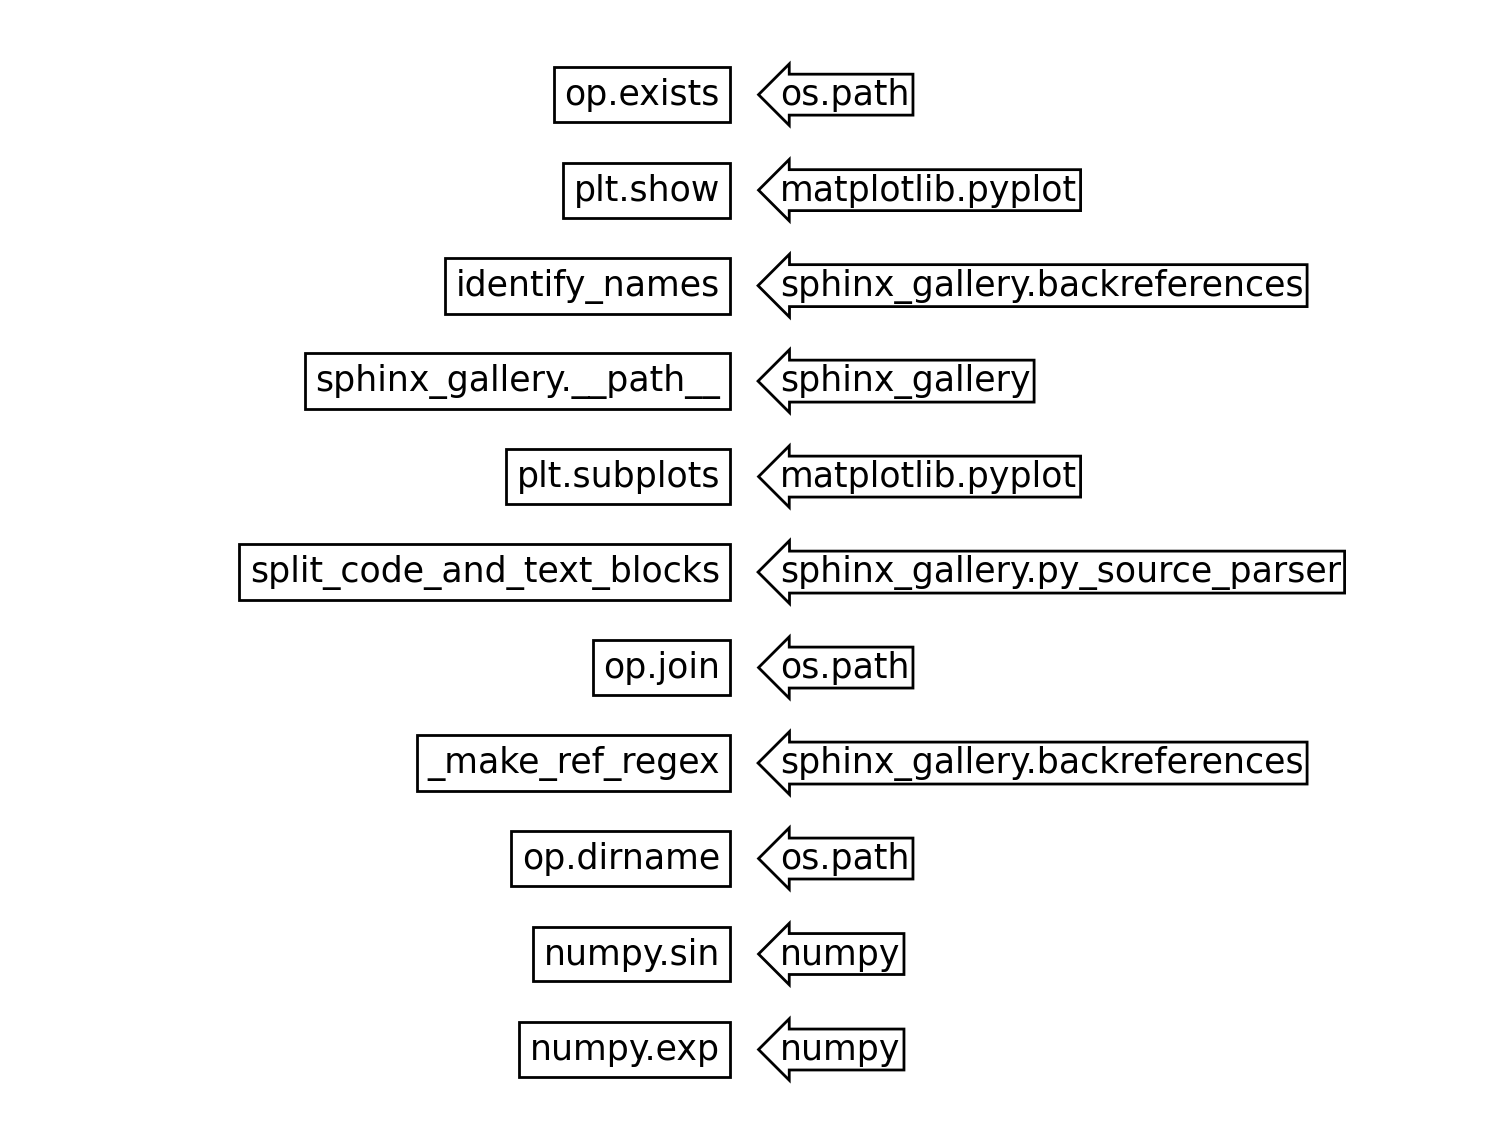 op.exists os.path
plt.show matplotlib.pyplot
identify_names sphinx_gallery.backreferences
sphinx_gallery.__path__ sphinx_gallery
plt.subplots matplotlib.pyplot
split_code_and_text_blocks sphinx_gallery.py_source_parser
op.join os.path
_make_ref_regex sphinx_gallery.backreferences
op.dirname os.path
numpy.sin numpy
numpy.exp numpy